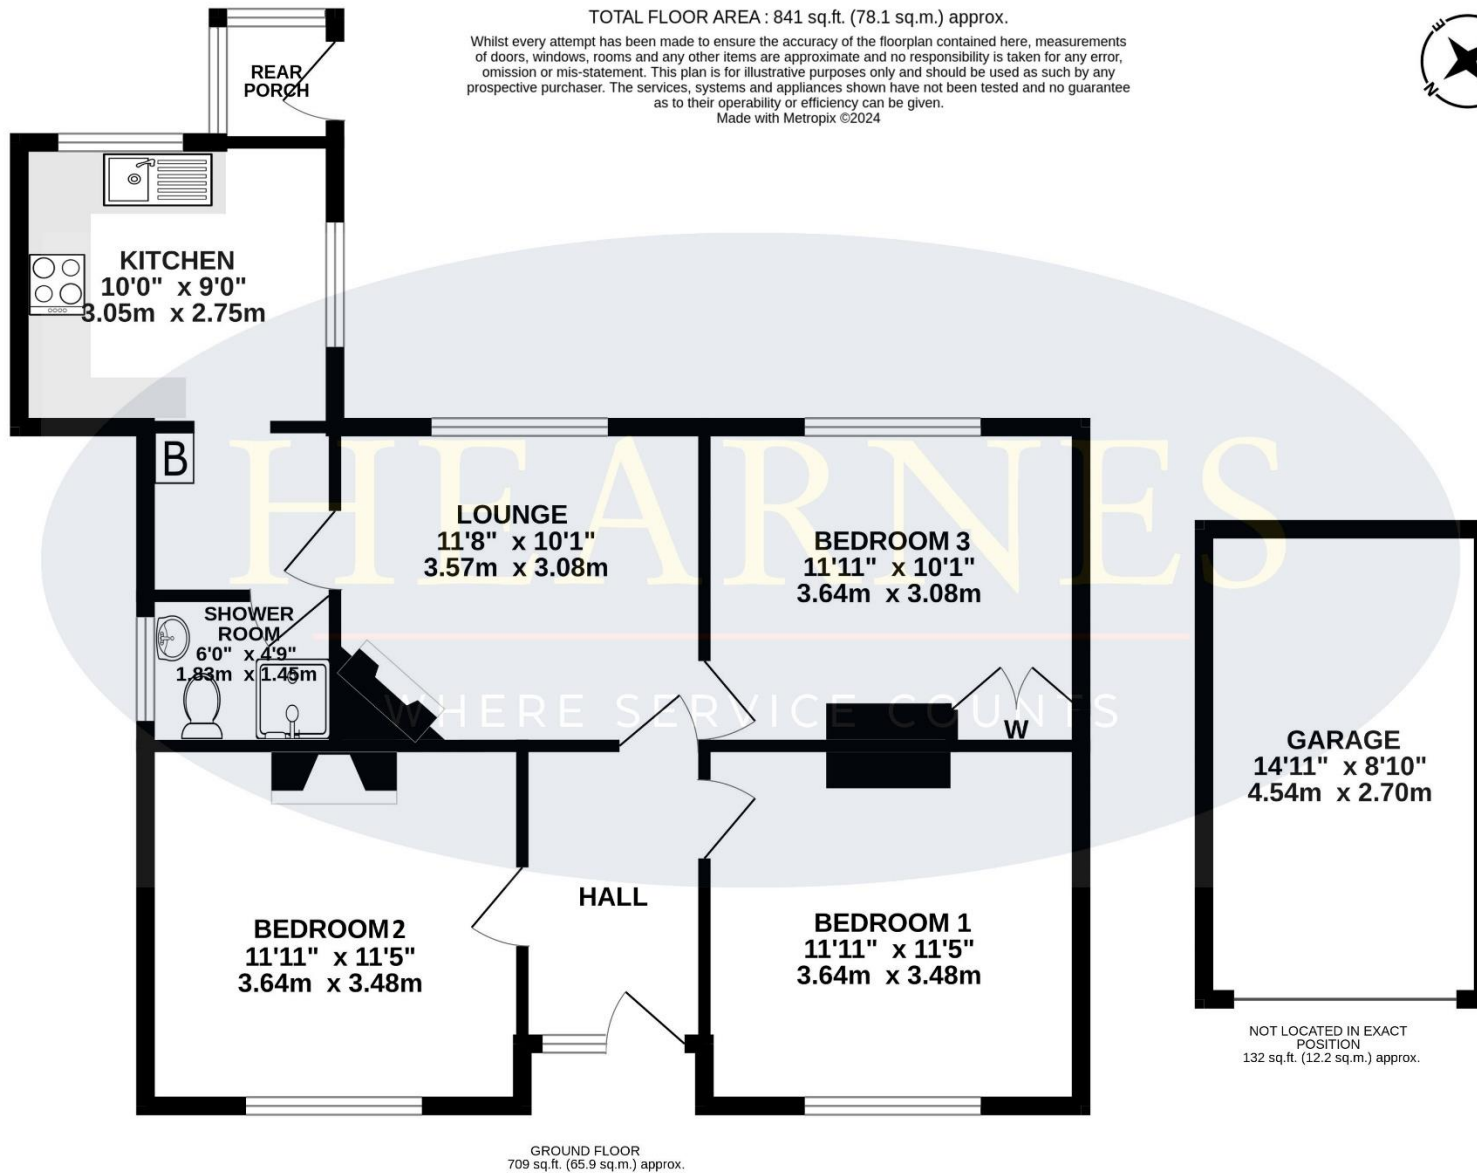 TOTAL FLOOR AREA : 841 sq.ft. (78.1 sq.m.) approx.
Whilst every attempt has been made to ensure the accuracy of the floorplan contained here, measurements
of doors, windows, rooms and any other items are approximate and no responsibility is taken for any error,
omission or mis-statement. This plan is for illustrative purposes only and should be used as such by any
prospective purchaser. The services, systems and appliances shown have not been tested and no guarantee
as to their operability or efficiency can be given.
Made with Metropix ©2024
E
N
REAR
PORCH
KITCHEN
10'0" x 9'0"
3.05m x 2.75m
B
HEARNES
WHERE SERVICE COUNTS
LOUNGE
11'8" x 10'1"
3.57m x 3.08m
BEDROOM 3
11'11" x 10'1"
3.64m x 3.08m
SHOWER
ROOM
6'0" x 4'9"
1.83m x 1.45m
W
GARAGE
14'11" x 8'10"
4.54m x 2.70m
HALL
BEDROOM 2
11'11" x 11'5"
3.64m x 3.48m
BEDROOM 1
11'11" x 11'5"
3.64m x 3.48m
NOT LOCATED IN EXACT
POSITION
132 sq.ft. (12.2 sq.m.) approx.
GROUND FLOOR
709 sq.ft. (65.9 sq.m.) approx.